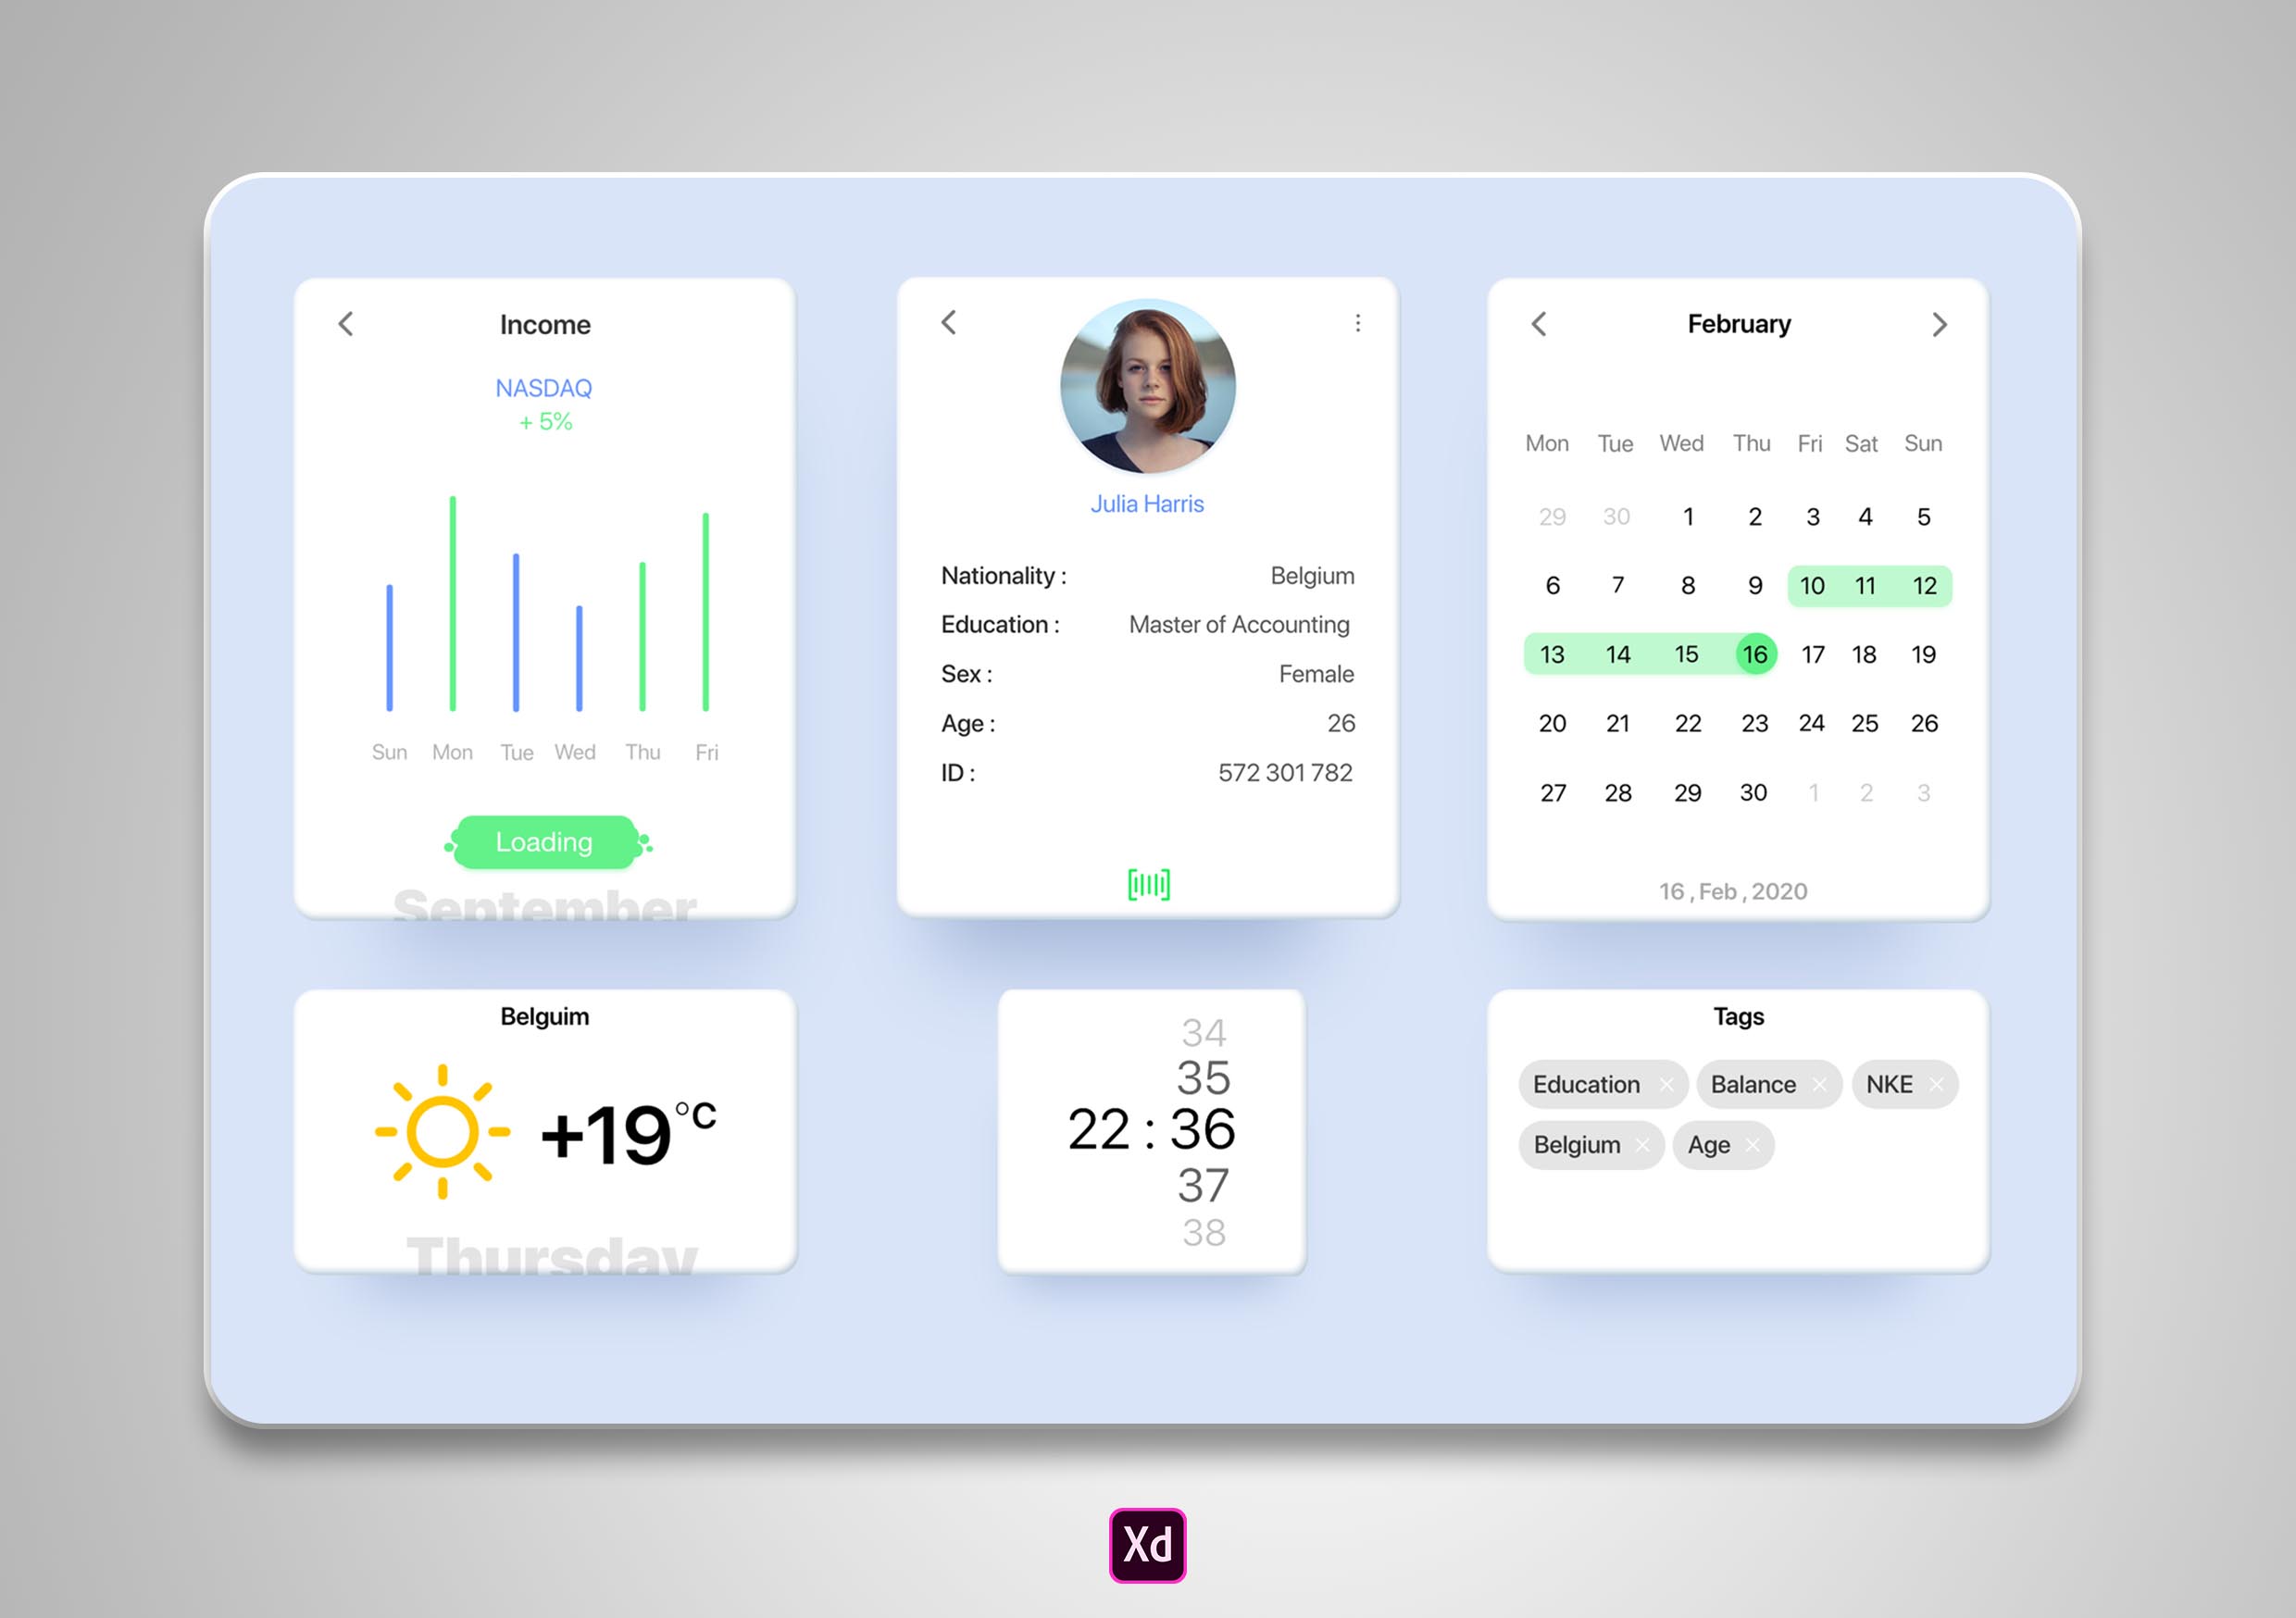 Income
NASDAQ
+ 5%
Sun Mon Tue Wed Thu Fri
Loading
September
Julia Harris
Nationality : Belgium
Education : Master of Accounting
Sex : Female
Age : 26
ID : 572 301 782
February
Mon Tue Wed Thu Fri Sat Sun
29 30 1 2 3 4 5
6 7 8 9 10 11 12
13 14 15 16 17 18 19
20 21 22 23 24 25 26
27 28 29 30 1 2 3
16 , Feb , 2020
Belguim
+19°C
Thursday
34
35
22 : 36
37
38
Tags
Education Balance NKE
Belgium Age
Xd